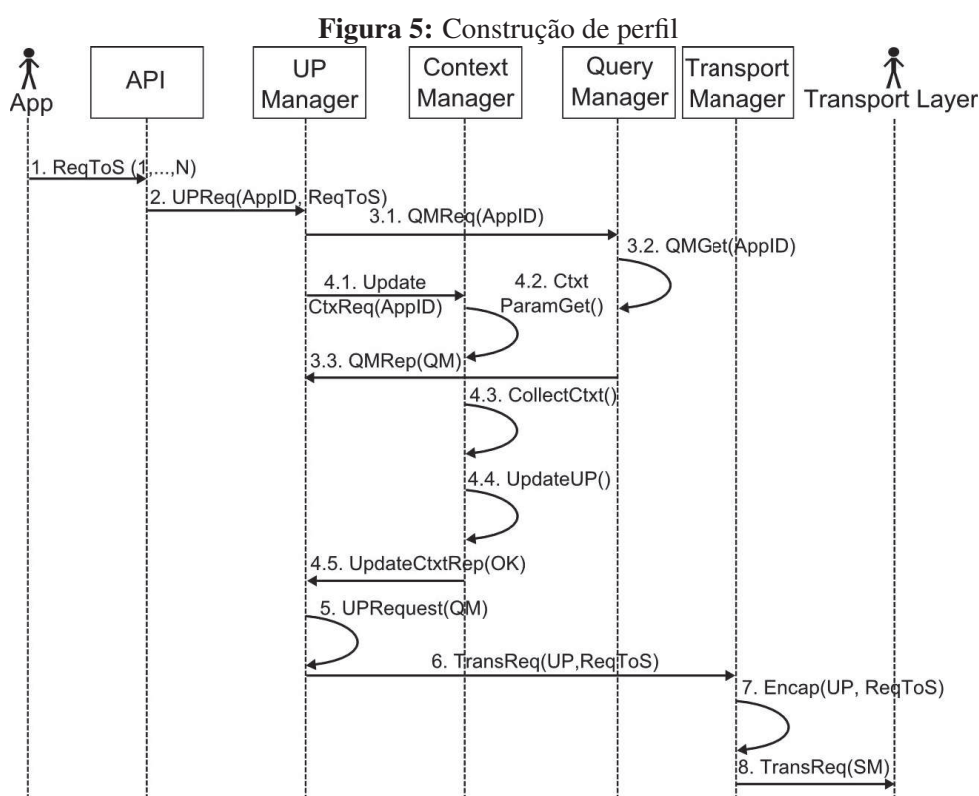 Figura 5: Construção de perfil
App
API
UP
Manager
Context
Manager
Query
Manager
Transport
Manager
Transport Layer
1. ReqToS (1,...,N)
2. UPReq(AppID, ReqToS)
3.1. QMReq(AppID)
3.2. QMGet(AppID)
4.1. Update
CtxReq(AppID)
4.2. Ctxt
ParamGet()
3.3. QMRep(QM)
4.3. CollectCtxt()
4.4. UpdateUP()
4.5. UpdateCtxtRep(OK)
5. UPRequest(QM)
6. TransReq(UP,ReqToS)
7. Encap(UP, ReqToS)
8. TransReq(SM)